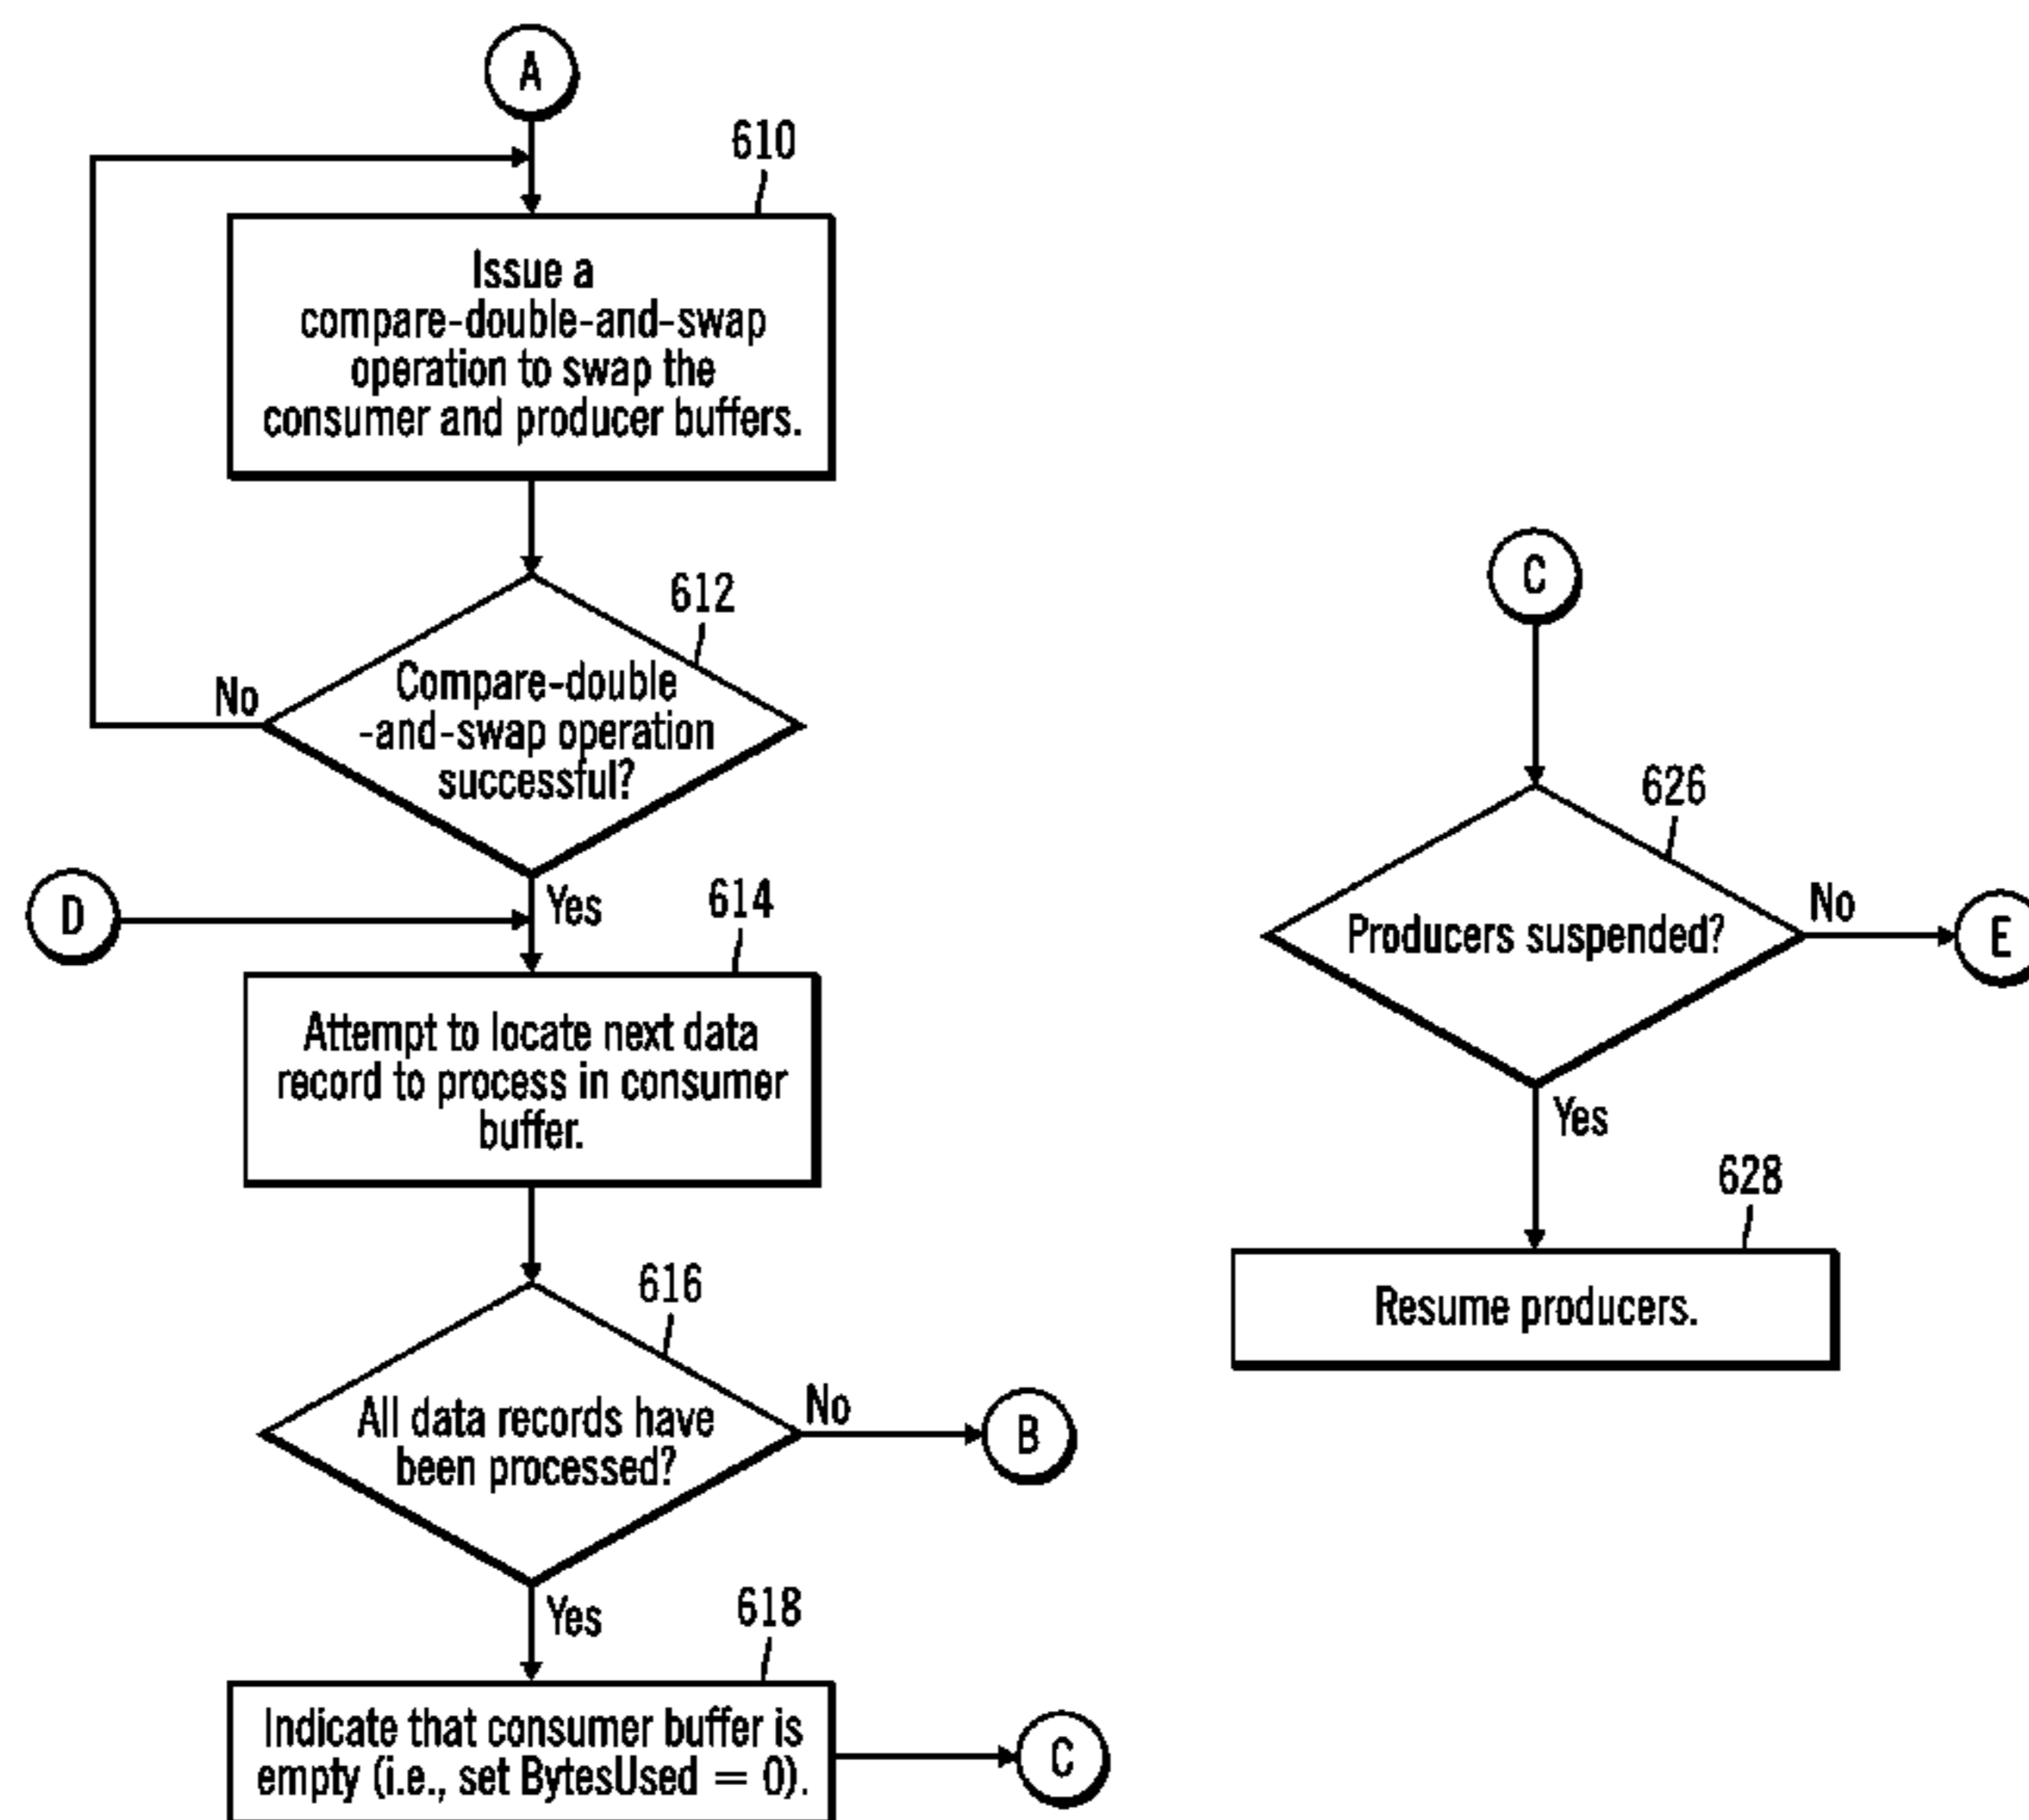 A
610
Issue a
compare-double-and-swap
operation to swap the
consumer and producer buffers.
612
Compare-double
-and-swap operation
successful?
No
Yes
D
614
Attempt to locate next data
record to process in consumer
buffer.
616
All data records have
been processed?
No
B
Yes
618
Indicate that consumer buffer is
empty (i.e., set BytesUsed = 0).
C
C
626
Producers suspended?
No
E
Yes
628
Resume producers.